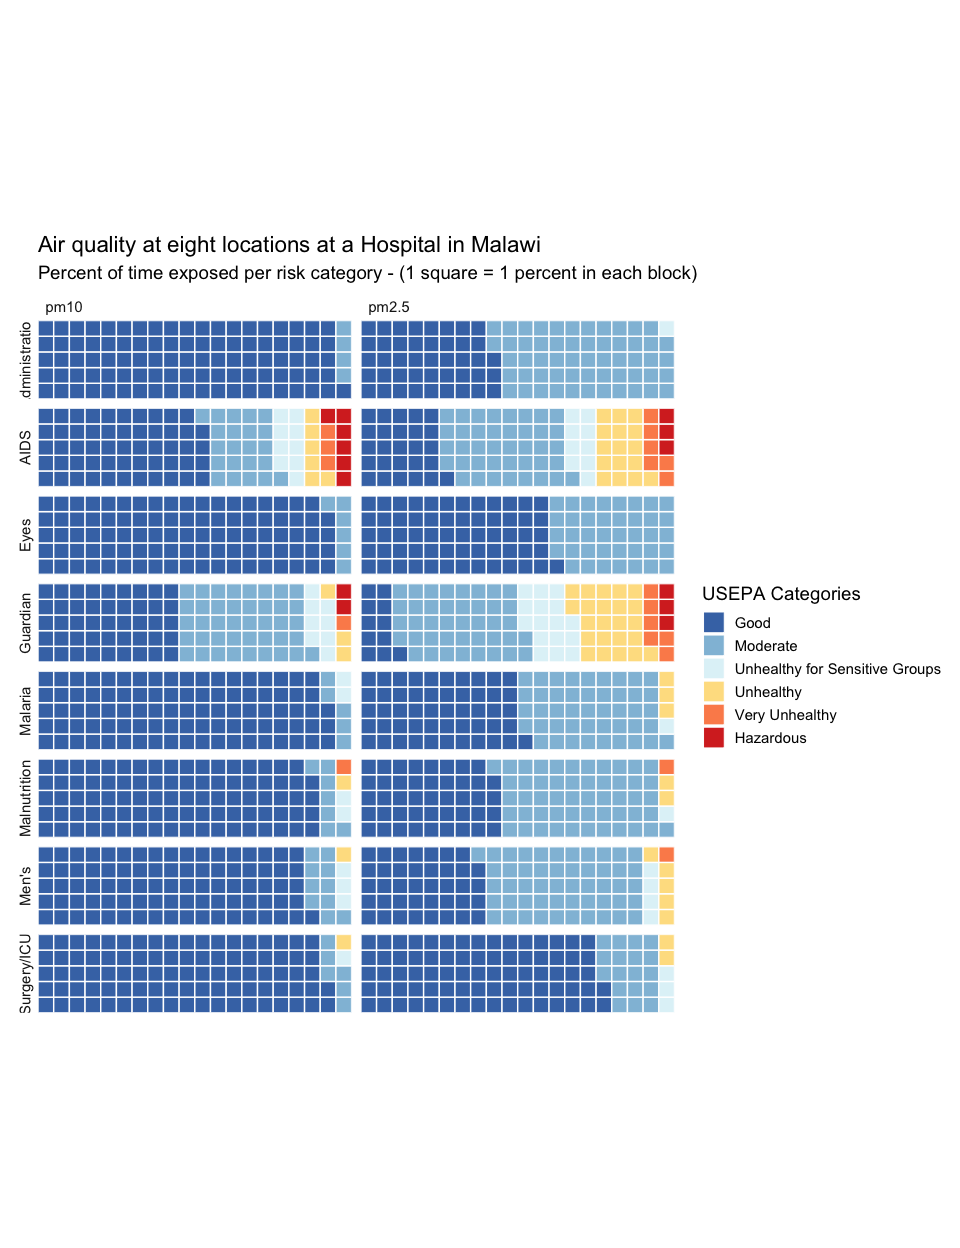 Air quality at eight locations at a Hospital in Malawi
Percent of time exposed per risk category - (1 square = 1 percent in each block)
pm10
pm2.5
dministratio
AIDS
Eyes
Guardian
Malaria
Malnutrition
Men's
Surgery/ICU
USEPA Categories
Good
Moderate
Unhealthy for Sensitive Groups
Unhealthy
Very Unhealthy
Hazardous